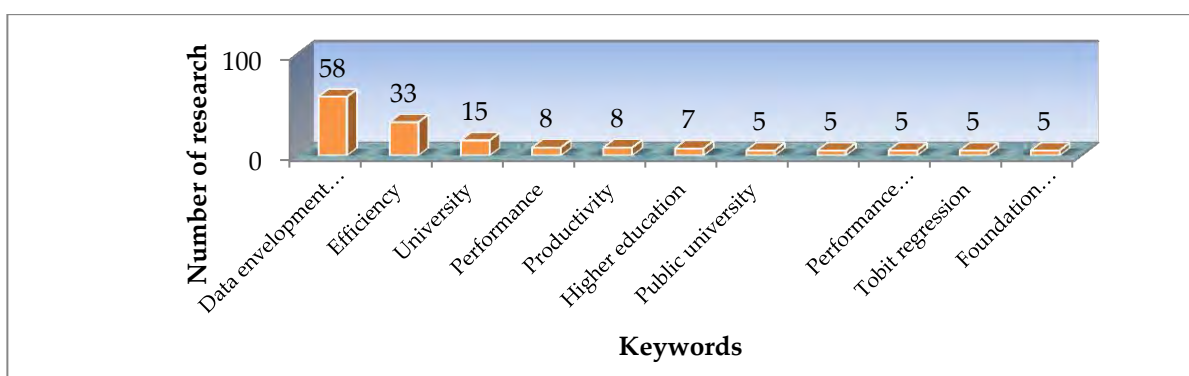 Number of research
100
0
58
33
15
8
8
7
5
5
5
5
5
Data envelopment…
Efficiency
University
Performance
Productivity
Higher education
Public university
Performance…
Tobit regression
Foundation…
Keywords